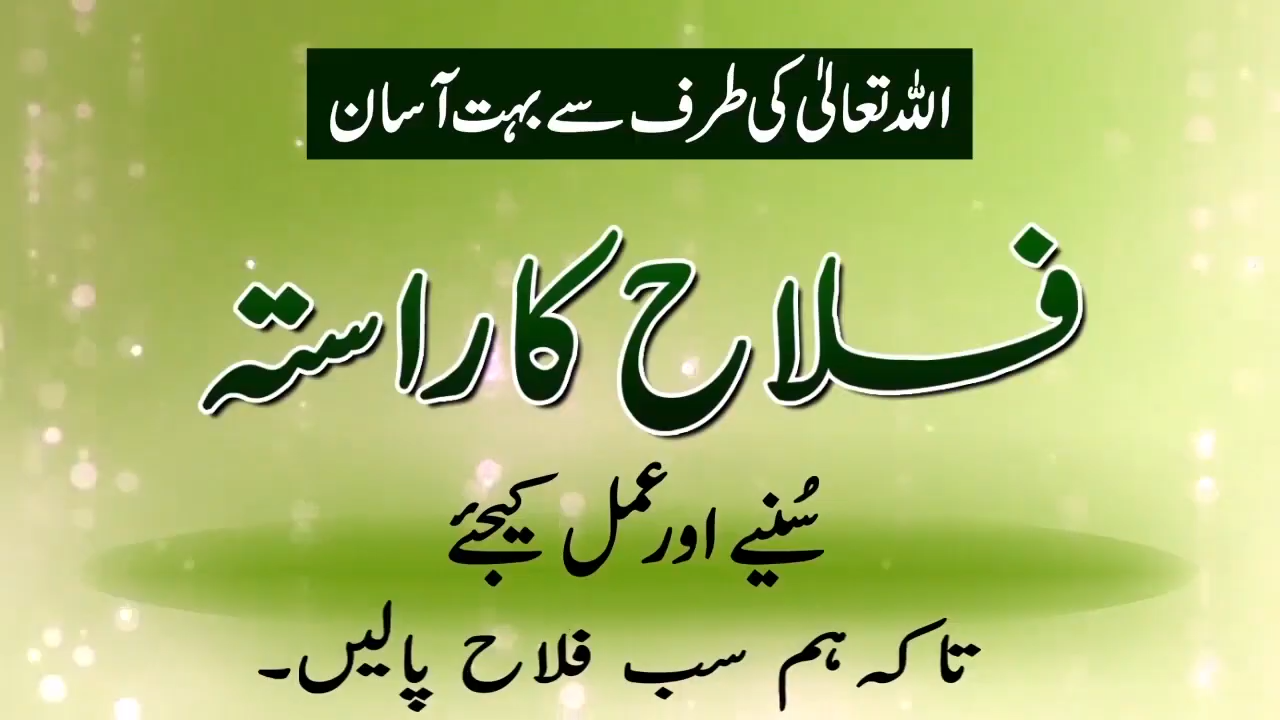 اللہ تعالیٰ کی طرف سے بہت آسان
فلاح کا راستہ
سُنیے اور عمل کیجئے
تاکہ ہم سب فلاح پالیں۔